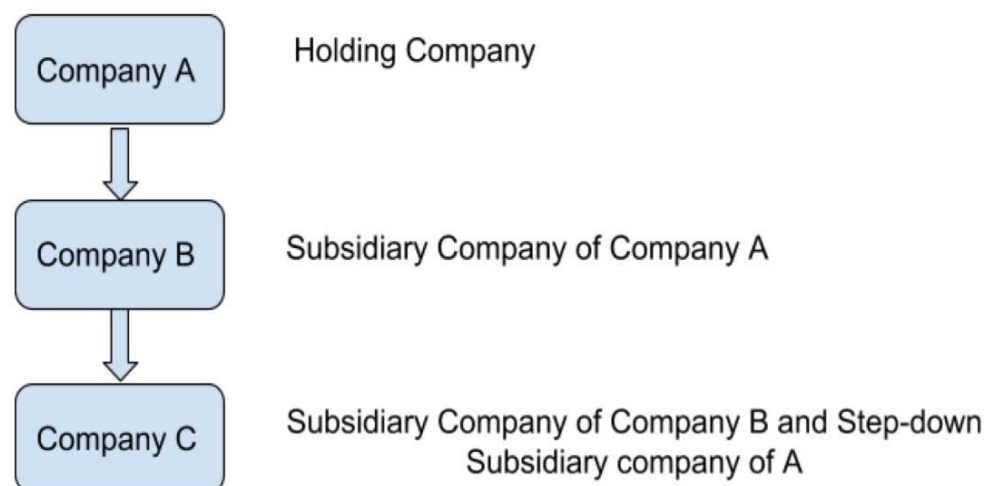 Company A
Holding Company
Company B
Subsidiary Company of Company A
Company C
Subsidiary Company of Company B and Step-down
Subsidiary company of A